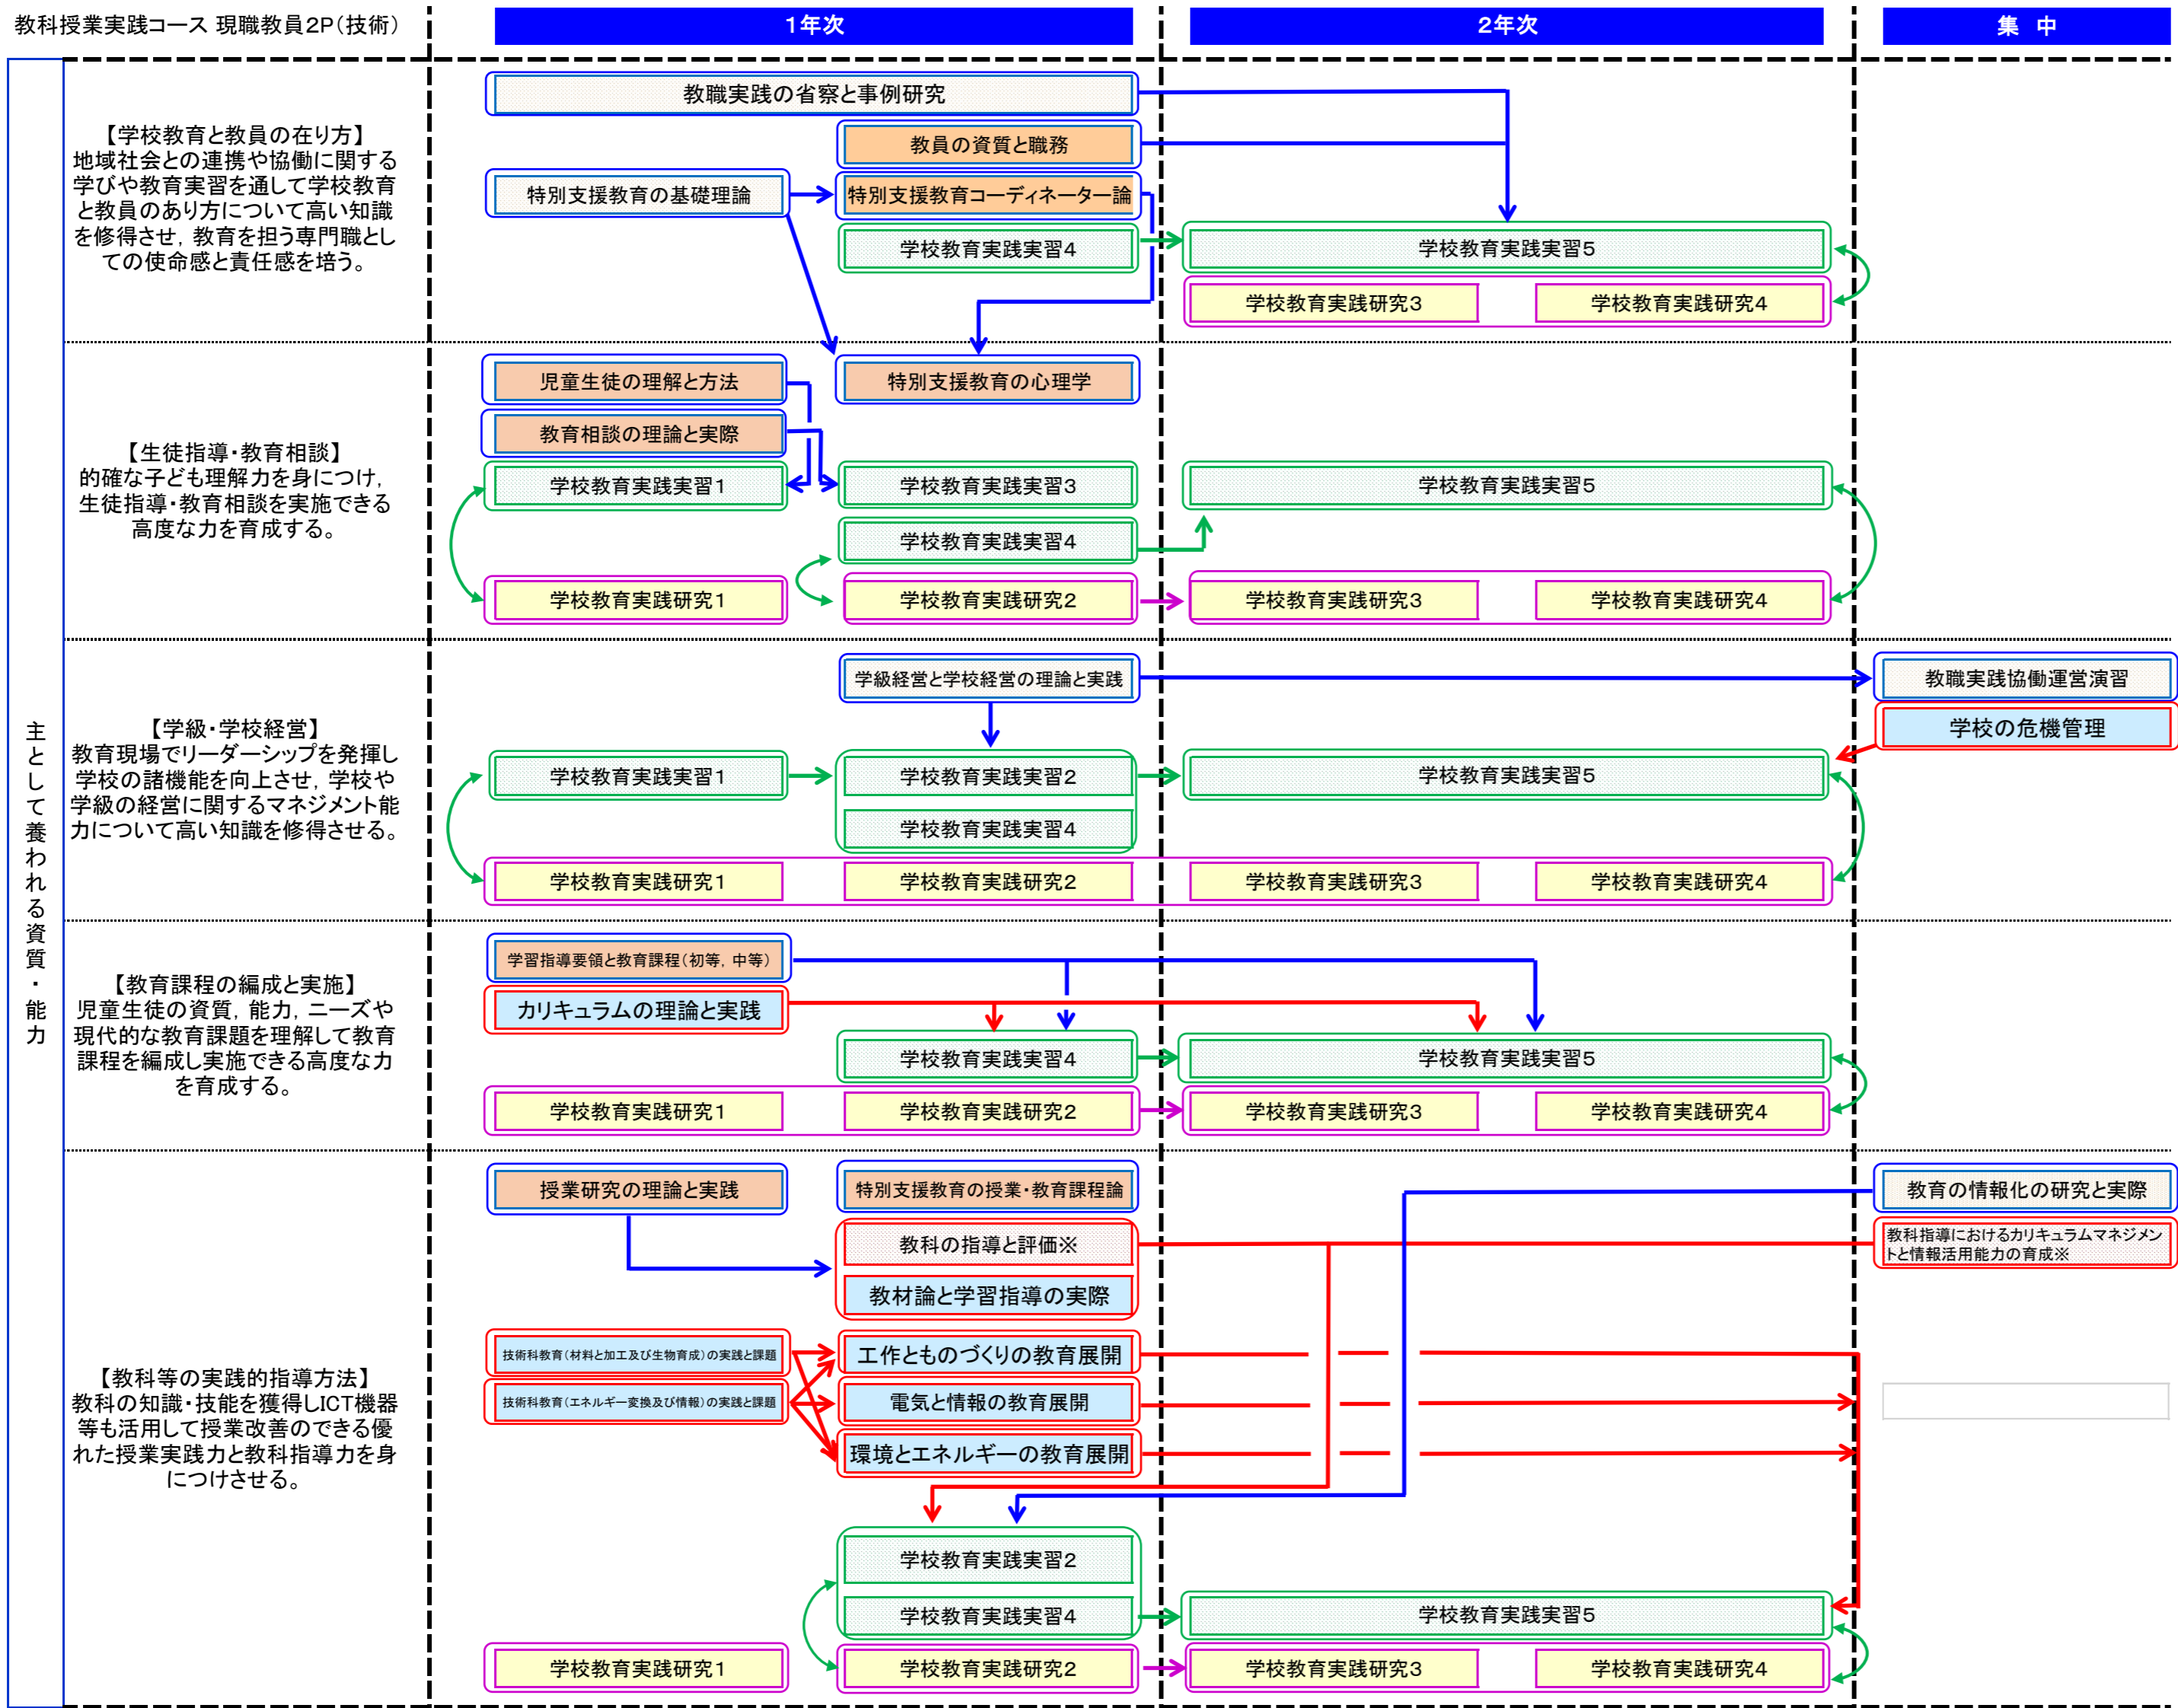 教科授業実践コース 現職教員2P(技術)
1年次
2年次
集 中
主として養われる資質・能力
【学校教育と教員の在り方】
地域社会との連携や協働に関する
学びや教育実習を通して学校教育
と教員のあり方について高い知識
を修得させ，教育を担う専門職とし
ての使命感と責任感を培う。
教職実践の省察と事例研究
教員の資質と職務
特別支援教育の基礎理論
特別支援教育コーディネーター論
学校教育実践実習4
学校教育実践実習5
学校教育実践研究3
学校教育実践研究4
【生徒指導・教育相談】
的確な子ども理解力を身につけ，
生徒指導・教育相談を実施できる
高度な力を育成する。
児童生徒の理解と方法
特別支援教育の心理学
教育相談の理論と実際
学校教育実践実習1
学校教育実践実習3
学校教育実践実習5
学校教育実践実習4
学校教育実践研究1
学校教育実践研究2
学校教育実践研究3
学校教育実践研究4
【学級・学校経営】
教育現場でリーダーシップを発揮し
学校の諸機能を向上させ，学校や
学級の経営に関するマネジメント能
力について高い知識を修得させる。
学級経営と学校経営の理論と実践
教職実践協働運営演習
学校の危機管理
学校教育実践実習1
学校教育実践実習2
学校教育実践実習5
学校教育実践実習4
学校教育実践研究1
学校教育実践研究2
学校教育実践研究3
学校教育実践研究4
【教育課程の編成と実施】
児童生徒の資質，能力，ニーズや
現代的な教育課題を理解して教育
課程を編成し実施できる高度な力
を育成する。
学習指導要領と教育課程(初等，中等)
カリキュラムの理論と実践
学校教育実践実習4
学校教育実践実習5
学校教育実践研究1
学校教育実践研究2
学校教育実践研究3
学校教育実践研究4
【教科等の実践的指導方法】
教科の知識・技能を獲得しICT機器
等も活用して授業改善のできる優
れた授業実践力と教科指導力を身
につけさせる。
授業研究の理論と実践
特別支援教育の授業・教育課程論
教育の情報化の研究と実際
教科の指導と評価※
教科指導におけるカリキュラムマネジメン
トと情報活用能力の育成※
教材論と学習指導の実際
技術科教育(材料と加工及び生物育成)の実践と課題
工作とものづくりの教育展開
技術科教育(エネルギー変換及び情報)の実践と課題
電気と情報の教育展開
環境とエネルギーの教育展開
学校教育実践実習2
学校教育実践実習4
学校教育実践実習5
学校教育実践研究1
学校教育実践研究2
学校教育実践研究3
学校教育実践研究4